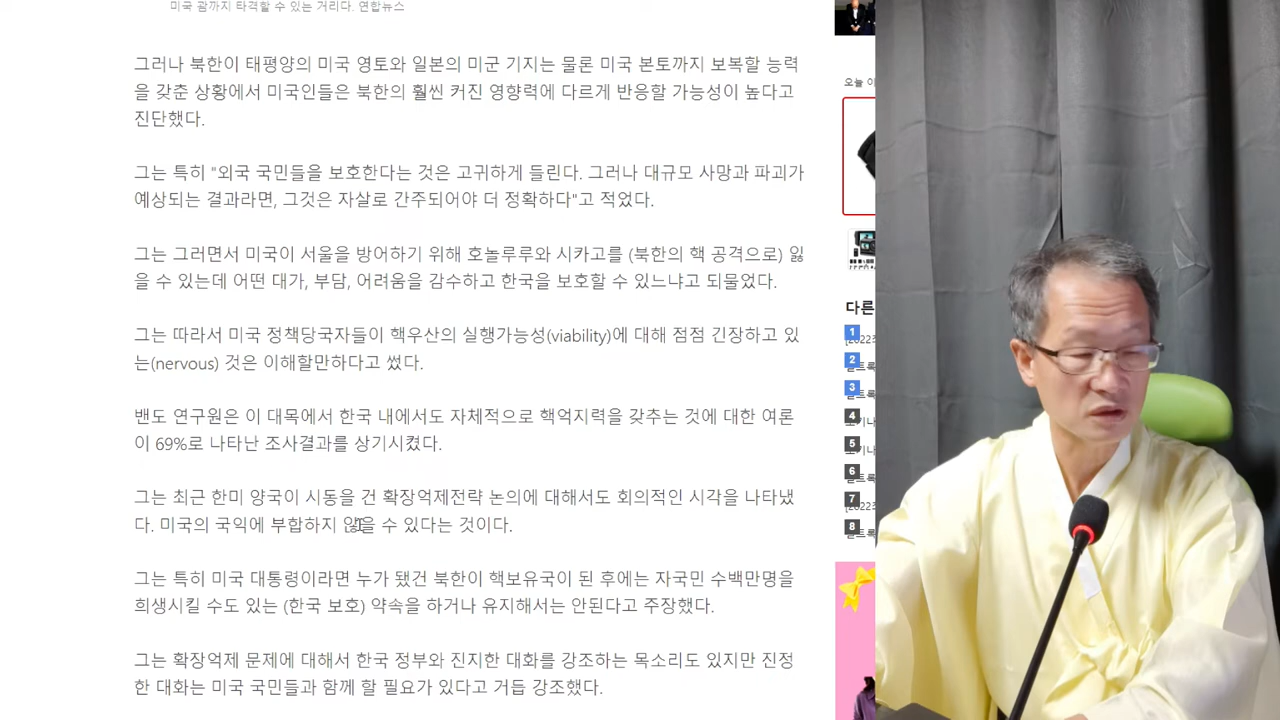 미국 괌까지 타격할 수 있는 거리다. 연합뉴스
그러나 북한이 태평양의 미국 영토와 일본의 미군 기지는 물론 미국 본토까지 보복할 능력
을 갖춘 상황에서 미국인들은 북한의 훨씬 커진 영향력에 다르게 반응할 가능성이 높다고
진단했다.
그는 특히 "외국 국민들을 보호한다는 것은 고귀하게 들린다. 그러나 대규모 사망과 파괴가
예상되는 결과라면, 그것은 자살로 간주되어야 더 정확하다"고 적었다.
그는 그러면서 미국이 서울을 방어하기 위해 호놀룰루와 시카고를 (북한의 핵 공격으로) 잃
을 수 있는데 어떤 대가, 부담, 어려움을 감수하고 한국을 보호할 수 있느냐고 되물었다.
그는 따라서 미국 정책당국자들이 핵우산의 실행가능성(viability)에 대해 점점 긴장하고 있
는(nervous) 것은 이해할만하다고 썼다.
밴도 연구원은 이 대목에서 한국 내에서도 자체적으로 핵억지력을 갖추는 것에 대한 여론
이 69%로 나타난 조사결과를 상기시켰다.
그는 최근 한미 양국이 시동을 건 확장억제전략 논의에 대해서도 회의적인 시각을 나타냈
다. 미국의 국익에 부합하지 않을 수 있다는 것이다.
그는 특히 미국 대통령이라면 누가 됐건 북한이 핵보유국이 된 후에는 자국민 수백만명을
희생시킬 수도 있는 (한국 보호) 약속을 하거나 유지해서는 안된다고 주장했다.
그는 확장억제 문제에 대해서 한국 정부와 진지한 대화를 강조하는 목소리도 있지만 진정
한 대화는 미국 국민들과 함께 할 필요가 있다고 거듭 강조했다.
오늘 이
다른
1
[2022조
2
3
4
5
6
7
[2022조
8